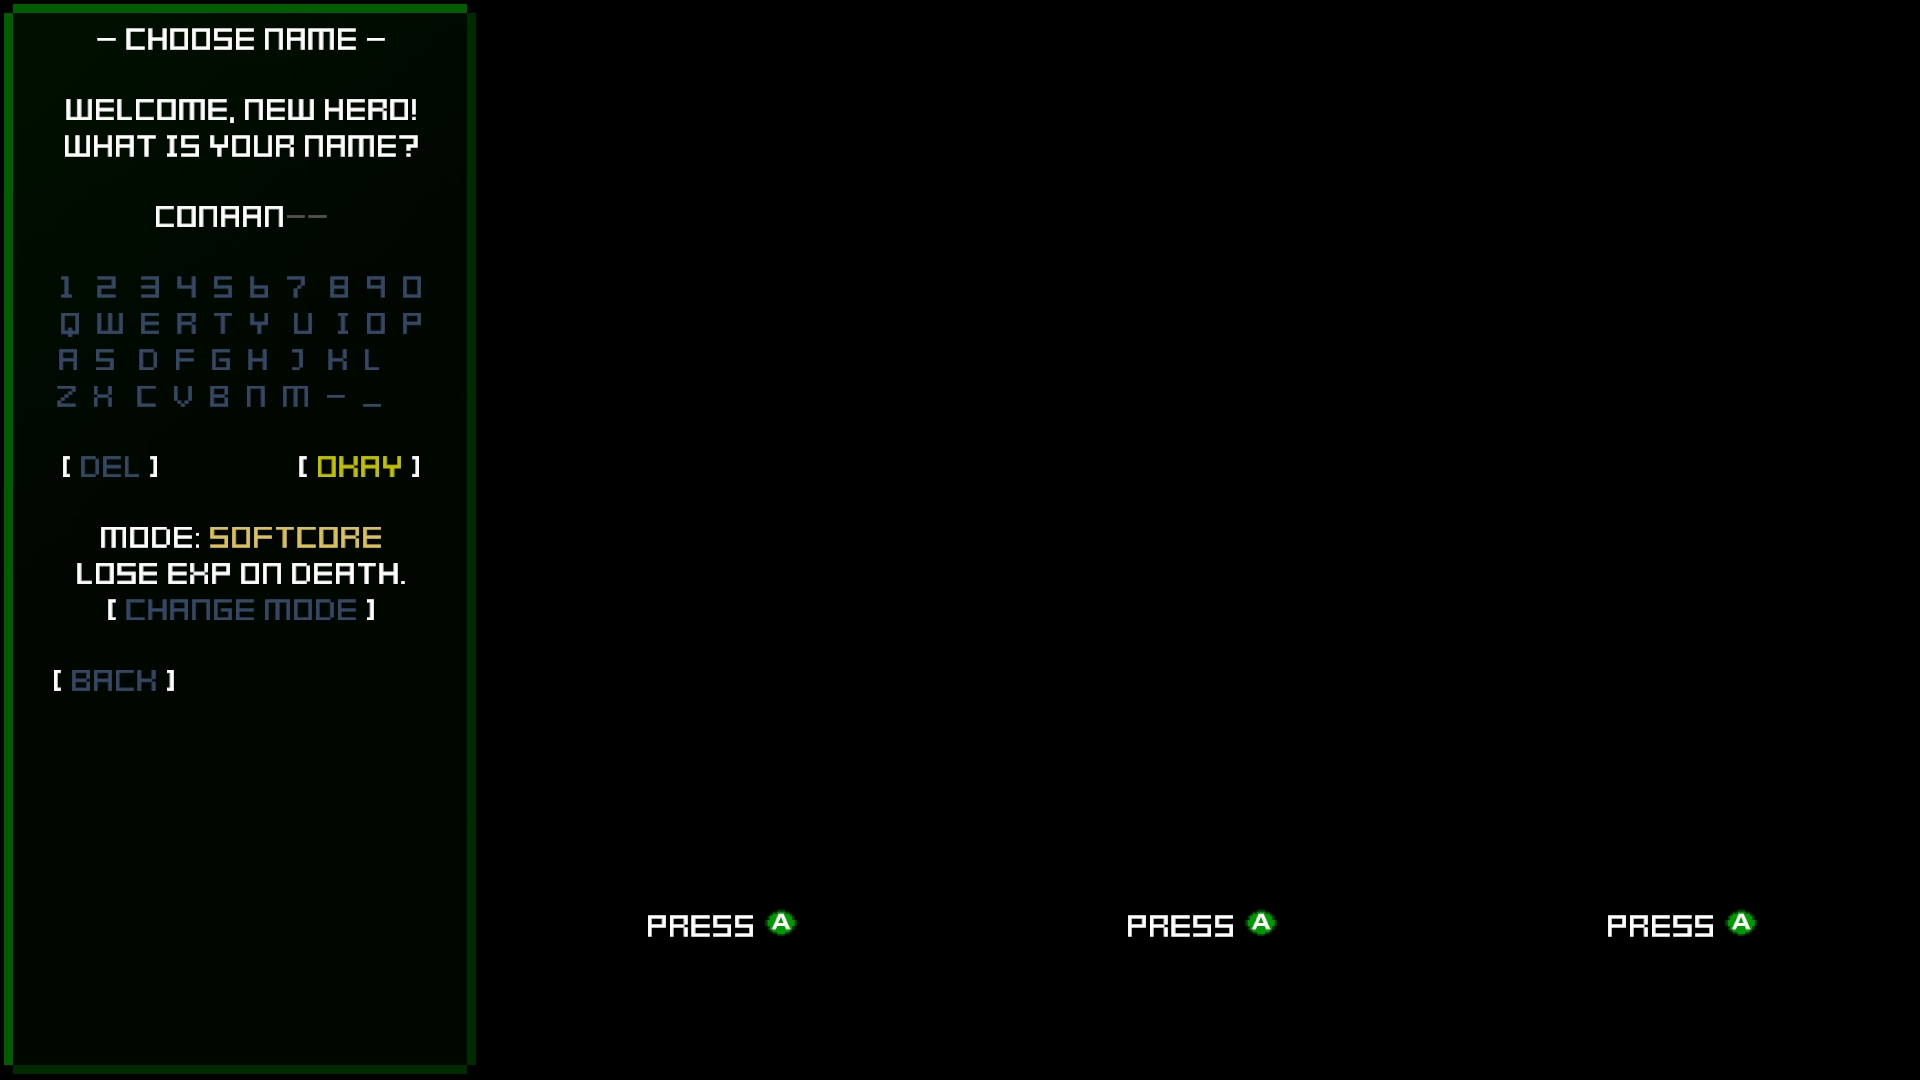 - CHOOSE NAME -
WELCOME, NEW HERO!
WHAT IS YOUR NAME?
CONAAN--
1 2 3 4 5 6 7 8 9 0
Q W E R T Y U I O P
A S D F G H J K L
Z X C V B N M - _
[ DEL ] [ OKAY ]
MODE: SOFTCORE
LOSE EXP ON DEATH.
[ CHANGE MODE ]
[ BACK ]
PRESS A
PRESS A
PRESS A